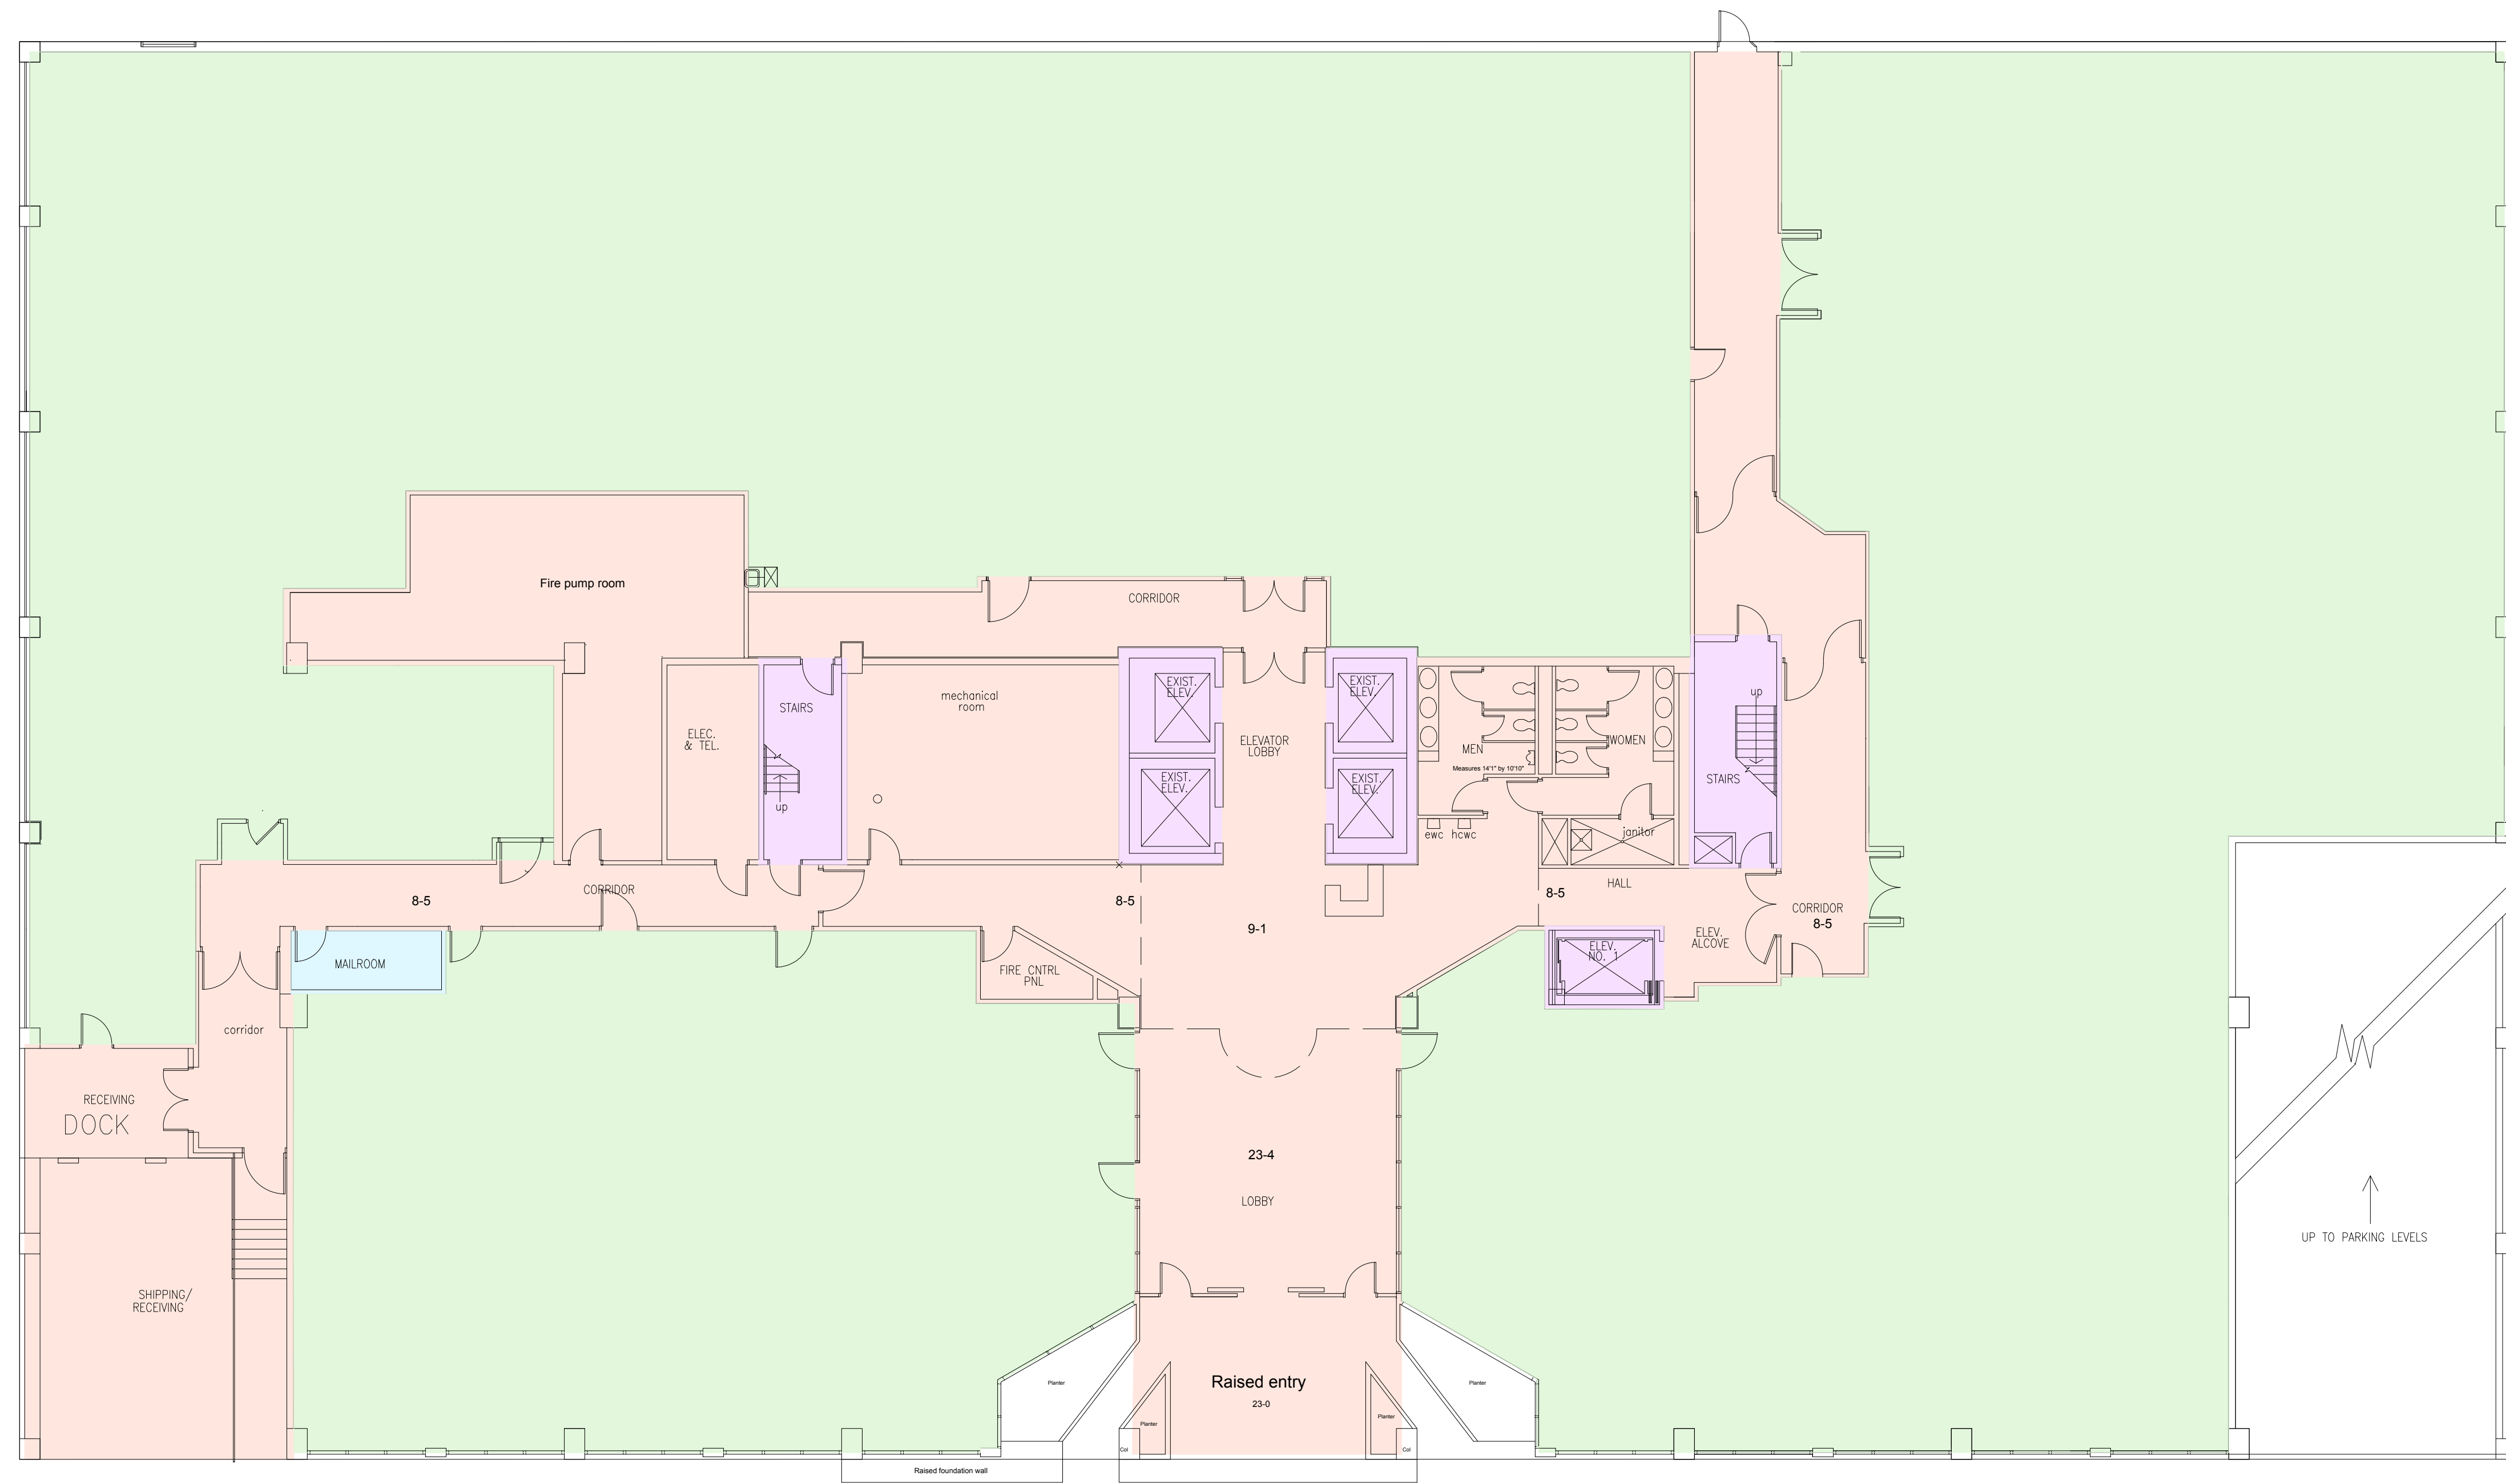 Fire pump room
CORRIDOR
mechanical
room
EXIST.
ELEV.
EXIST.
ELEV.
up
STAIRS
ELEC.
& TEL.
ELEVATOR
LOBBY
MEN
WOMEN
Measures 14'1" by 10'10"
STAIRS
EXIST.
ELEV.
EXIST.
ELEV.
up
ewc
hcwc
janitor
CORRIDOR
HALL
8-5
8-5
8-5
CORRIDOR
8-5
9-1
ELEV.
ALCOVE
ELEV.
NO. 1
MAILROOM
FIRE CNTRL
PNL
corridor
RECEIVING
DOCK
23-4
LOBBY
UP TO PARKING LEVELS
SHIPPING/
RECEIVING
Raised entry
23-0
Planter
Planter
Planter
Planter
Col
Col
Raised foundation wall